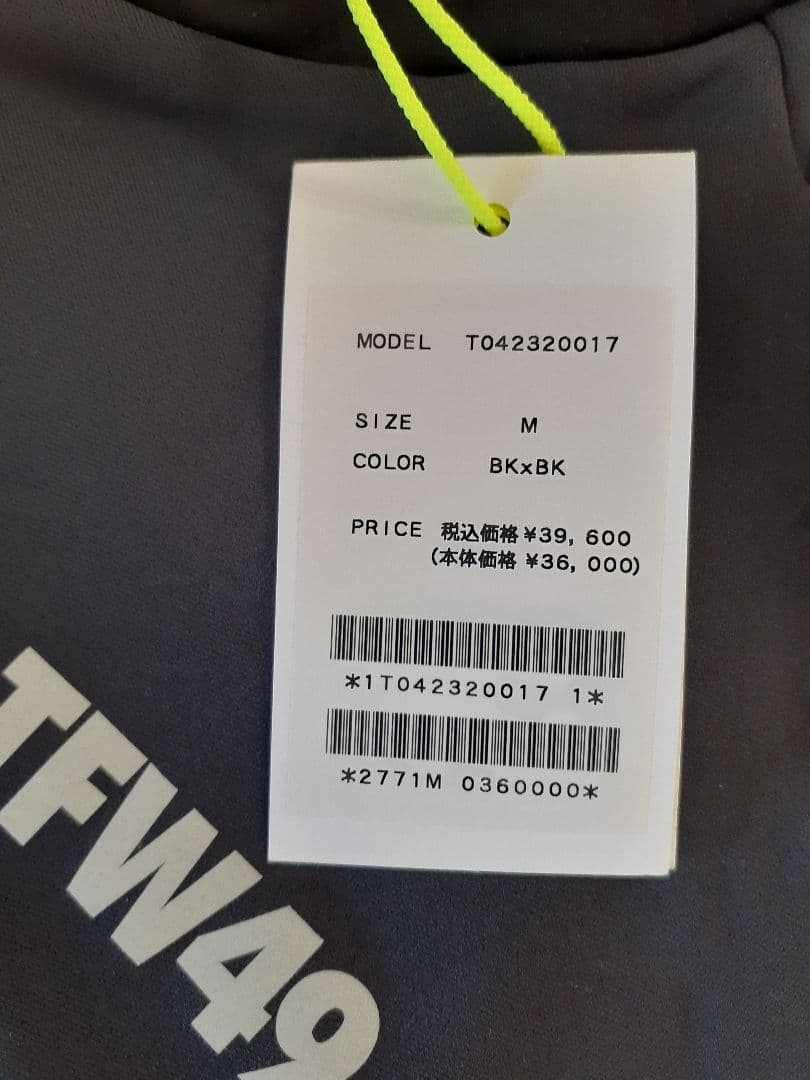 MODEL T042320017
SIZE M
COLOR BKxBK
PRICE 税込価格 ¥39, 600
(本体価格 ¥36, 000)
*1T042320017 1*
*2771M 0360000*
TFW49